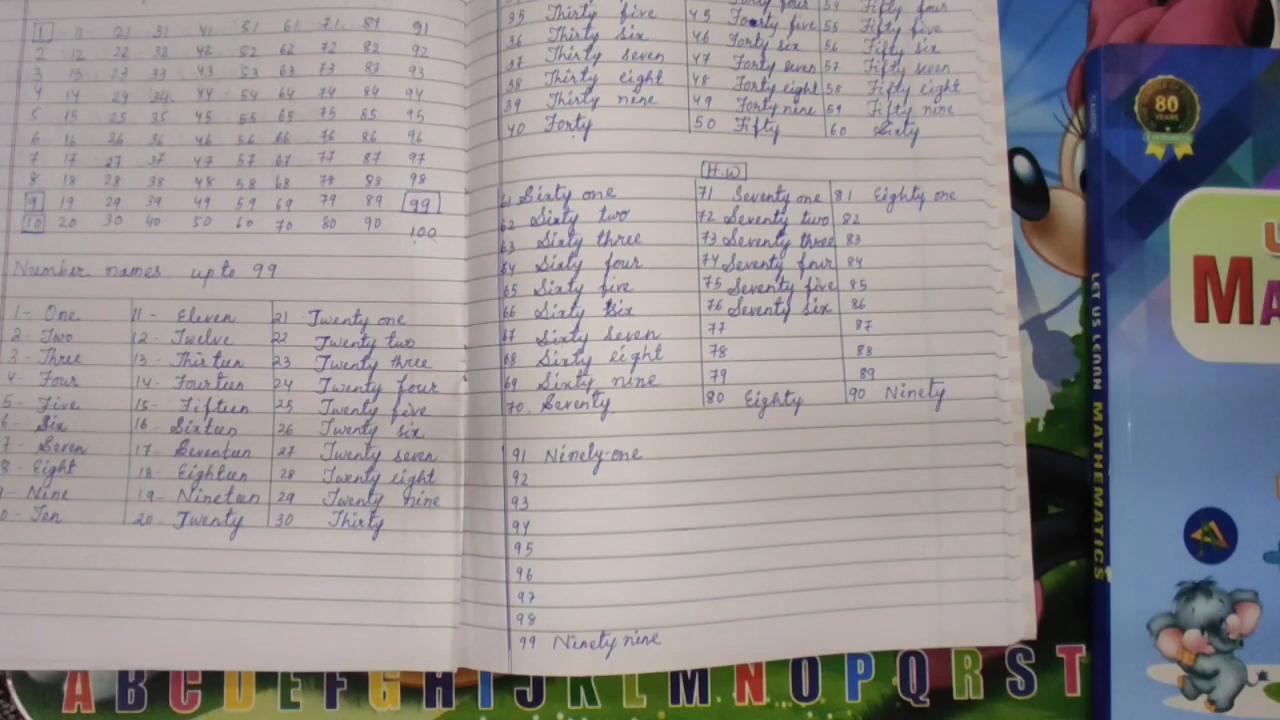 1 11 21 31 41 51 61 71 81 91
2 12 22 32 42 52 62 72 82 92
3 13 23 33 43 53 63 73 83 93
4 14 24 34 44 54 64 74 84 94
5 15 25 35 45 55 65 75 85 95
6 16 26 36 46 56 66 76 86 96
7 17 27 37 47 57 67 77 87 97
8 18 28 38 48 58 68 78 88 98
9 19 29 39 49 59 69 79 89 99
10 20 30 40 50 60 70 80 90 100
Number names up to 99
1- One 11- Eleven 21 Twenty one
2- Two 12- Twelve 22 Twenty two
3- Three 13- Thirteen 23 Twenty three
4- Four 14- Fourteen 24 Twenty four
5- Five 15- Fifteen 25 Twenty five
6- Six 16- Sixteen 26 Twenty six
7- Seven 17- Seventeen 27 Twenty seven
8- Eight 18- Eighteen 28 Twenty eight
9- Nine 19- Nineteen 29 Twenty nine
0- Ten 20- Twenty 30 Thirty
Forty four 54 Fifty four
35 Thirty five 45 Forty five 55 Fifty five
36 Thirty six 46 Forty six 56 Fifty six
37 Thirty seven 47 Forty seven 57 Fifty seven
38 Thirty eight 48 Forty eight 58 Fifty eight
39 Thirty nine 49 Forty nine 59 Fifty nine
40 Forty 50 Fifty 60 Sixty
H.W
61 Sixty one 71 Seventy one 81 Eighty one
62 Sixty two 72 Seventy two 82
63 Sixty three 73 Seventy three 83
64 Sixty four 74 Seventy four 84
65 Sixty five 75 Seventy five 85
66 Sixty six 76 Seventy six 86
67 Sixty seven 77 87
68 Sixty eight 78 88
69 Sixty nine 79 89
70. Seventy 80 Eighty 90 Ninety
91 Ninety-one
92
93
94
95
96
97
98
99 Ninety nine
80
YEARS
LET US LEARN MATHEMATICS
U
MA
A B C D E F G H I J K L M N O P Q R S T